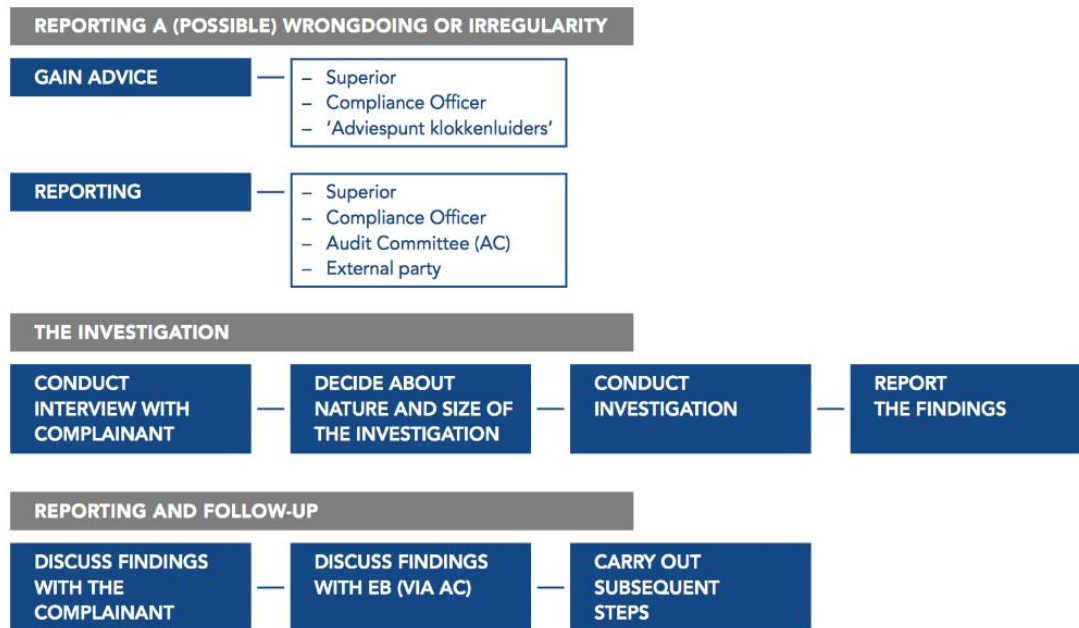 REPORTING A (POSSIBLE) WRONGDOING OR IRREGULARITY
GAIN ADVICE
– Superior
– Compliance Officer
– ‘Adviespunt klokkenluiders’
REPORTING
– Superior
– Compliance Officer
– Audit Committee (AC)
– External party
THE INVESTIGATION
CONDUCT
INTERVIEW WITH
COMPLAINANT
DECIDE ABOUT
NATURE AND SIZE OF
THE INVESTIGATION
CONDUCT
INVESTIGATION
REPORT
THE FINDINGS
REPORTING AND FOLLOW-UP
DISCUSS FINDINGS
WITH THE
COMPLAINANT
DISCUSS FINDINGS
WITH EB (VIA AC)
CARRY OUT
SUBSEQUENT
STEPS